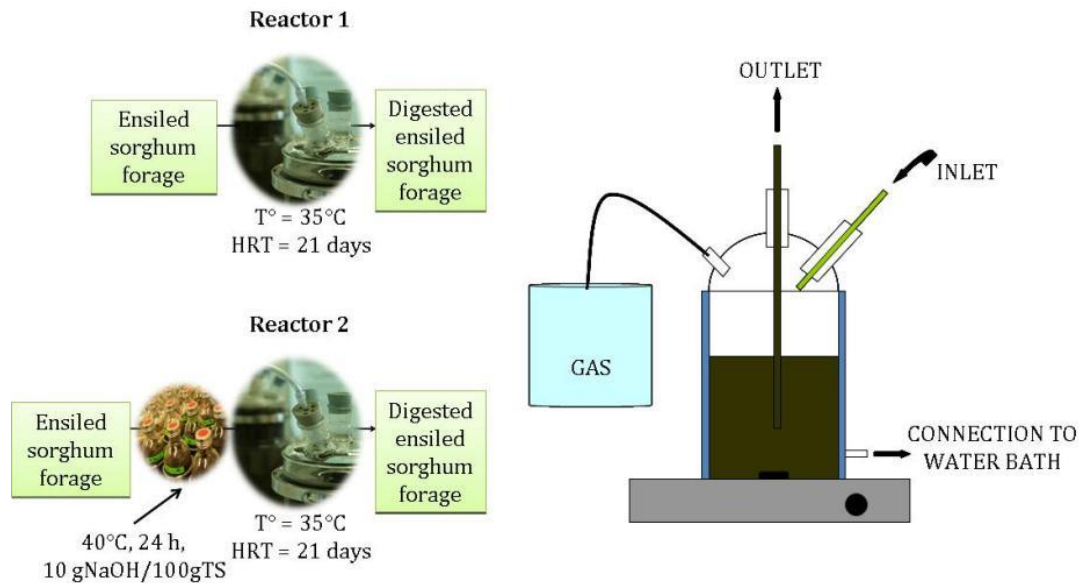 Reactor 1
Ensiled
sorghum
forage
Digested
ensiled
sorghum
forage
T° = 35°C
HRT = 21 days
Reactor 2
Ensiled
sorghum
forage
Digested
ensiled
sorghum
forage
T° = 35°C
HRT = 21 days
40°C, 24 h,
10 gNaOH/100gTS
OUTLET
INLET
GAS
CONNECTION TO
WATER BATH